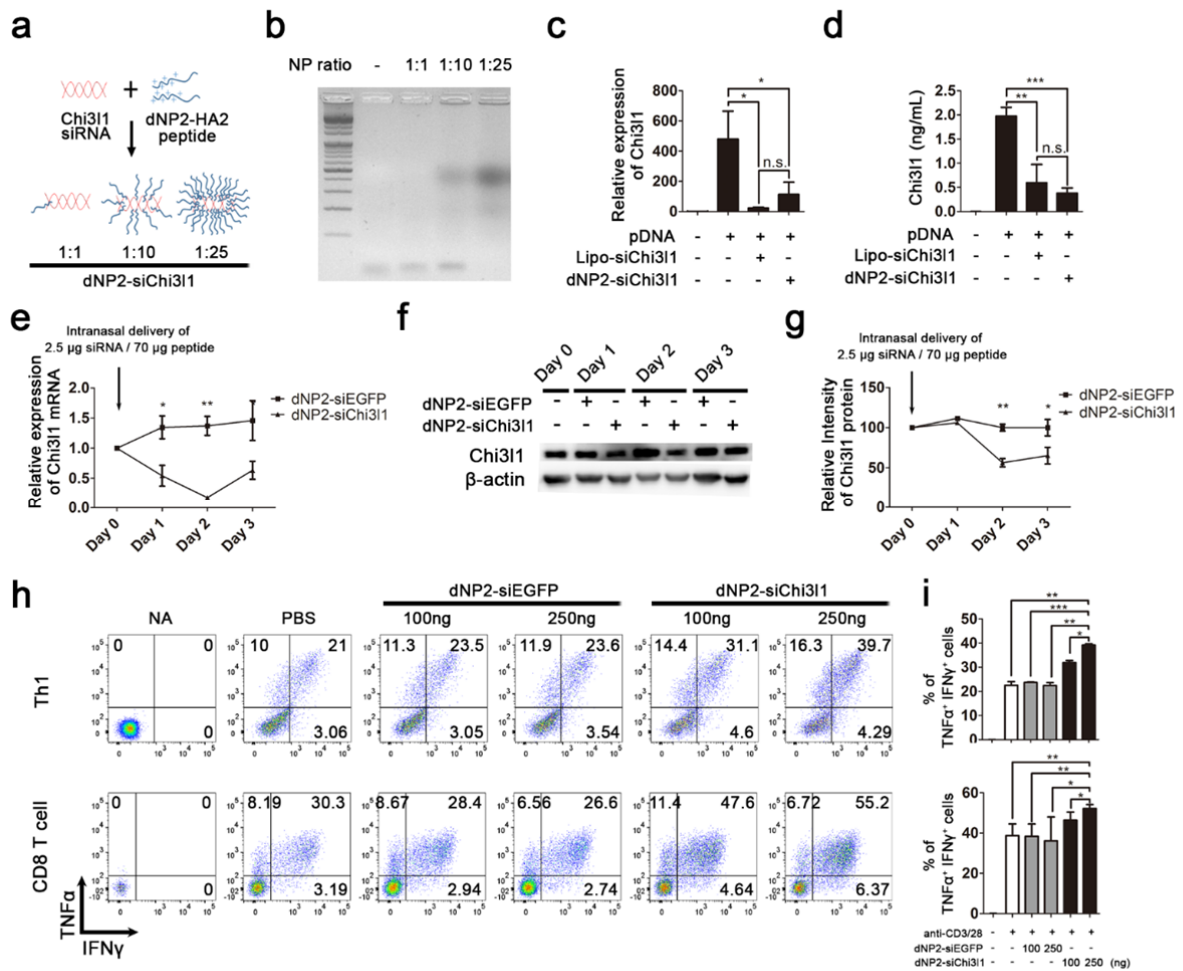 a
Chi3l1
siRNA
+
dNP2-HA2
peptide
1:1 1:10 1:25
dNP2-siChi3l1
b
NP ratio - 1:1 1:10 1:25
c
Relative expression
of Chi3l1
800
600
400
200
0
* *
n.s.
pDNA - + + +
Lipo-siChi3l1 - - + -
dNP2-siChi3l1 - - - +
d
Chi3l1 (ng/mL)
2.5
2.0
1.5
1.0
0.5
0.0
***
**
n.s.
pDNA - + + +
Lipo-siChi3l1 - - + -
dNP2-siChi3l1 - - - +
e
Intranasal delivery of
2.5 μg siRNA / 70 μg peptide
Relative expression
of Chi3l1 mRNA
2.0
1.5
1.0
0.5
0.0
* **
dNP2-siEGFP
dNP2-siChi3l1
Day 0 Day 1 Day 2 Day 3
f
Day 0 Day 1 Day 2 Day 3
dNP2-siEGFP - + - + - + -
dNP2-siChi3l1 - - + - + - +
Chi3l1
β-actin
g
Intranasal delivery of
2.5 μg siRNA / 70 μg peptide
Relative Intensity
of Chi3l1 protein
150
100
50
0
** *
dNP2-siEGFP
dNP2-siChi3l1
Day 0 Day 1 Day 2 Day 3
h
dNP2-siEGFP dNP2-siChi3l1
NA PBS 100ng 250ng 100ng 250ng
Th1
0 0 10 21 11.3 23.5 11.9 23.6 14.4 31.1 16.3 39.7
0 3.06 3.05 3.54 4.6 4.29
CD8 T cell
0 0 8.19 30.3 8.67 28.4 6.56 26.6 11.4 47.6 6.72 55.2
0 3.19 2.94 2.74 4.64 6.37
TNFα
IFNγ
i
% of
TNFα⁺ IFNγ⁺ cells
50
40
30
20
10
0
**
***
**
*
% of
TNFα⁺ IFNγ⁺ cells
60
40
20
0
**
**
*
*
anti-CD3/28 - + + + + +
dNP2-siEGFP - - 100 250 - -
dNP2-siChi3l1 - - - - 100 250 (ng)